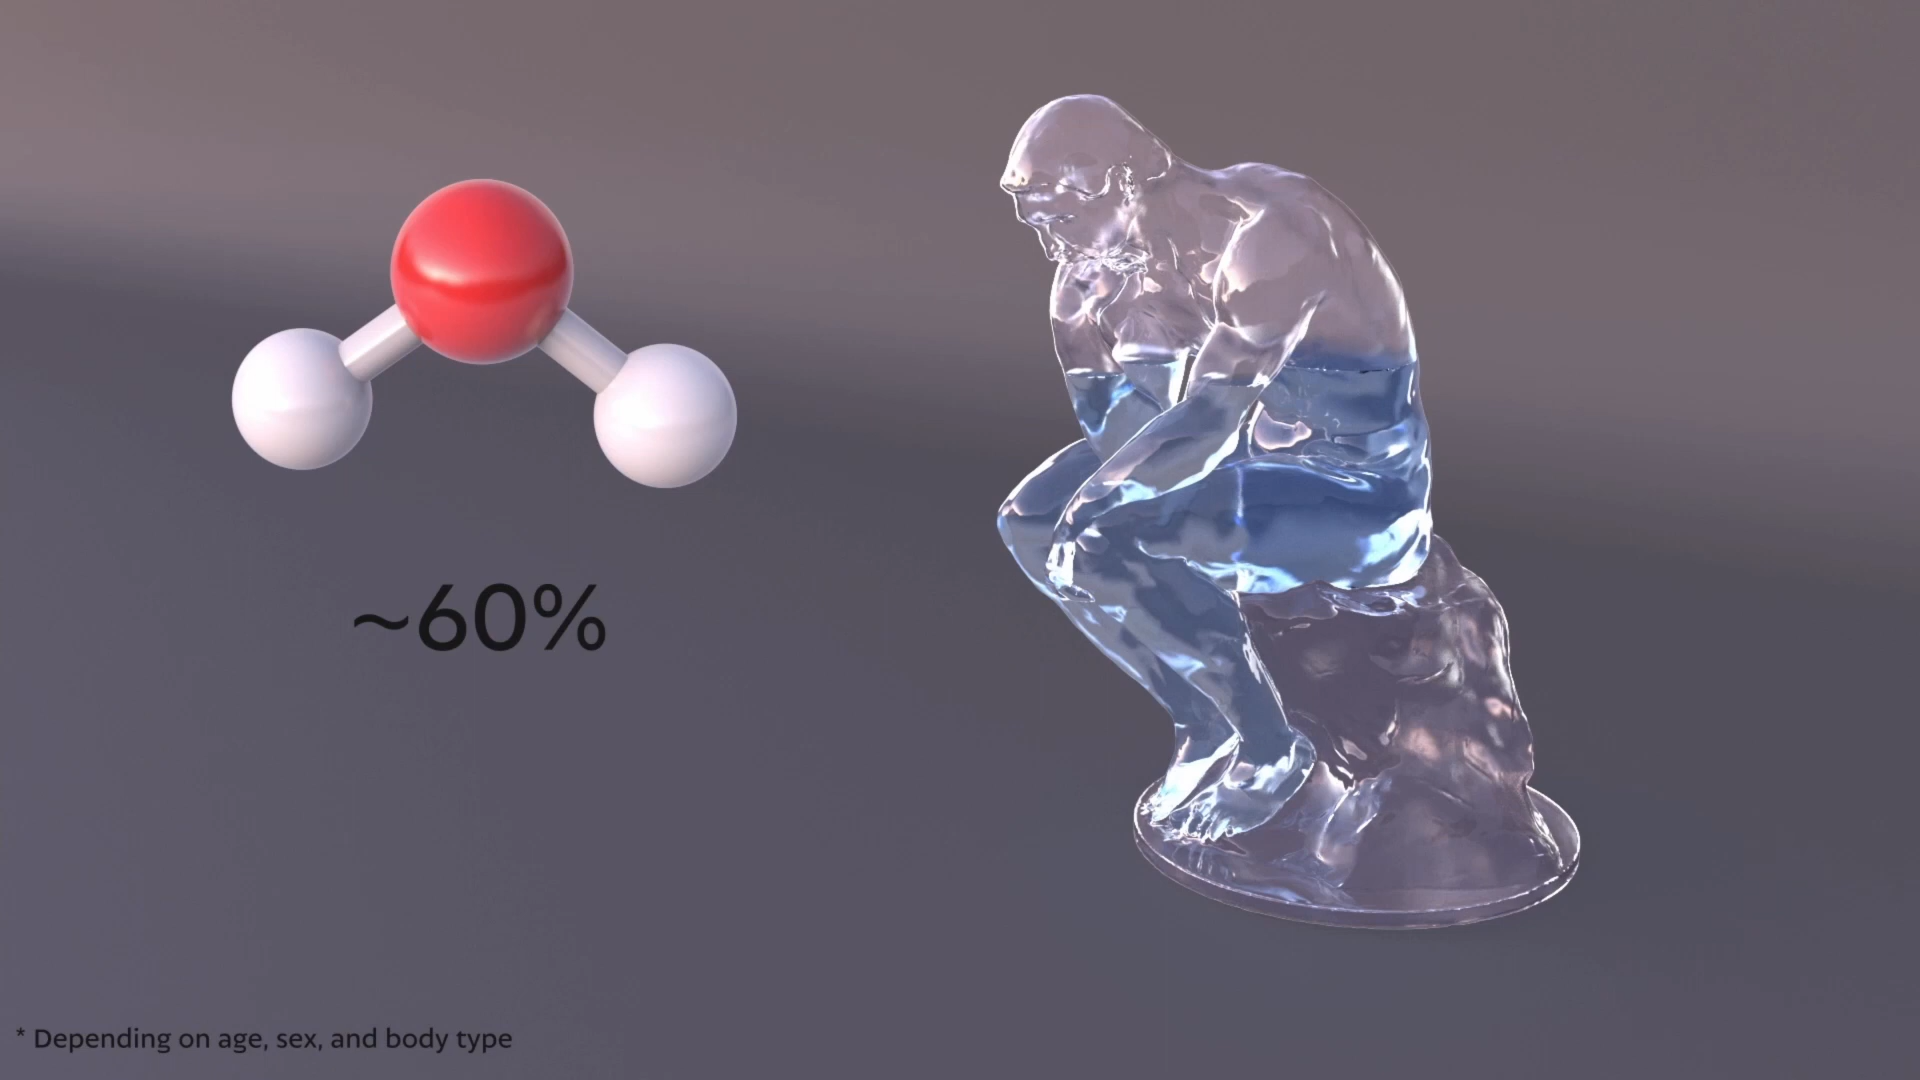 ~60%
* Depending on age, sex, and body type